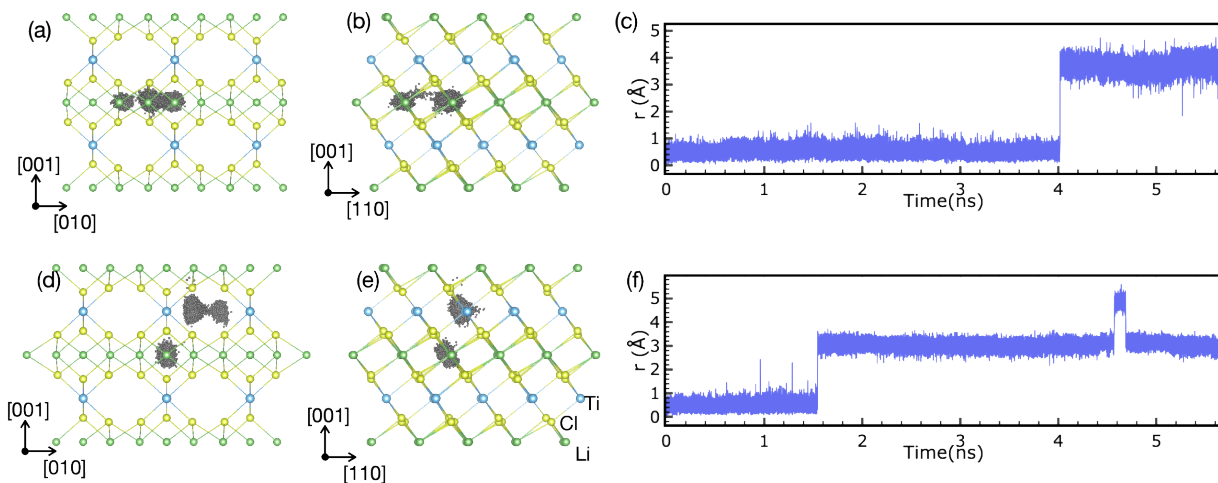 (a)
[001]
[010]
(b)
[001]
[110]
(c)
r (Å)
5
4
3
2
1
0
0 1 2 3 4 5
Time(ns)
(d)
[001]
[010]
(e)
Ti
Cl
Li
[001]
[110]
(f)
r (Å)
5
4
3
2
1
0
0 1 2 3 4 5
Time(ns)